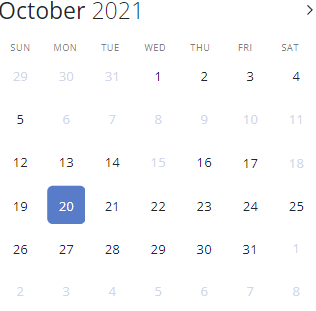 October 2021
SUN MON TUE WED THU FRI SAT
29 30 31 1 2 3 4
5 6 7 8 9 10 11
12 13 14 15 16 17 18
19 20 21 22 23 24 25
26 27 28 29 30 31 1
2 3 4 5 6 7 8